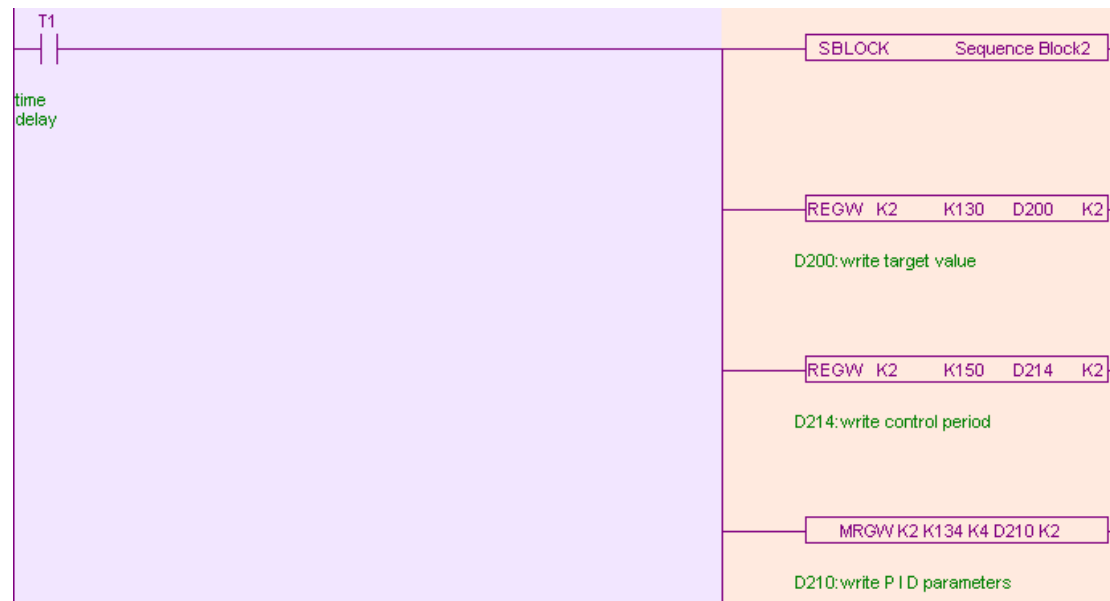 T1
SBLOCK Sequence Block2
time
delay
REGW K2 K130 D200 K2
D200:write target value
REGW K2 K150 D214 K2
D214:write control period
MRGW K2 K134 K4 D210 K2
D210:write P I D parameters